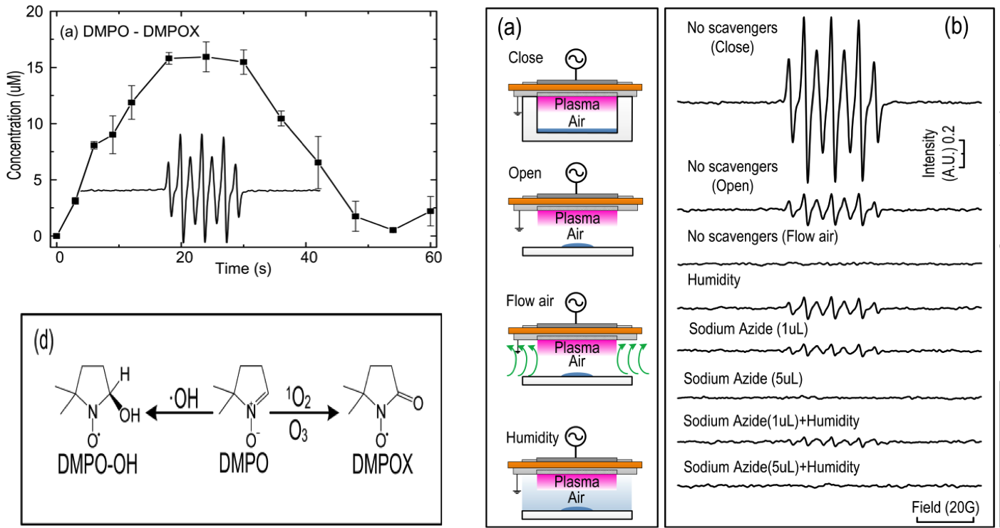 20
15
10
5
0
Concentration (uM)
(a) DMPO - DMPOX
0
20
40
60
Time (s)
(d)
H
N
OH
O•
DMPO-OH
·OH
N+
O-
DMPO
1O2
O3
N
O
O•
DMPOX
(a)
Close
Plasma
Air
Open
Plasma
Air
Flow air
Plasma
Air
Humidity
Plasma
Air
(b)
No scavengers
(Close)
Intensity
(A.U.) 0.2
No scavengers
(Open)
No scavengers (Flow air)
Humidity
Sodium Azide (1uL)
Sodium Azide (5uL)
Sodium Azide(1uL)+Humidity
Sodium Azide(5uL)+Humidity
Field (20G)